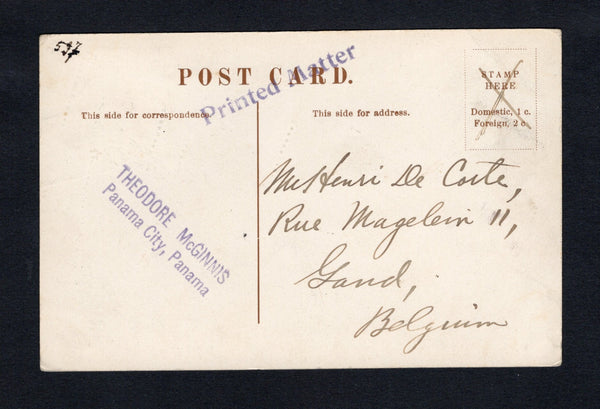 537
POST CARD.
Printed Matter
STAMP
HERE
Domestic, 1 c.
Foreign, 2 c.
This side for correspondence.
This side for address.
THEODORE McGINNIS
Panama City, Panama
Mr Henri De Corte,
Rue Magelein 11,
Gand,
Belgium